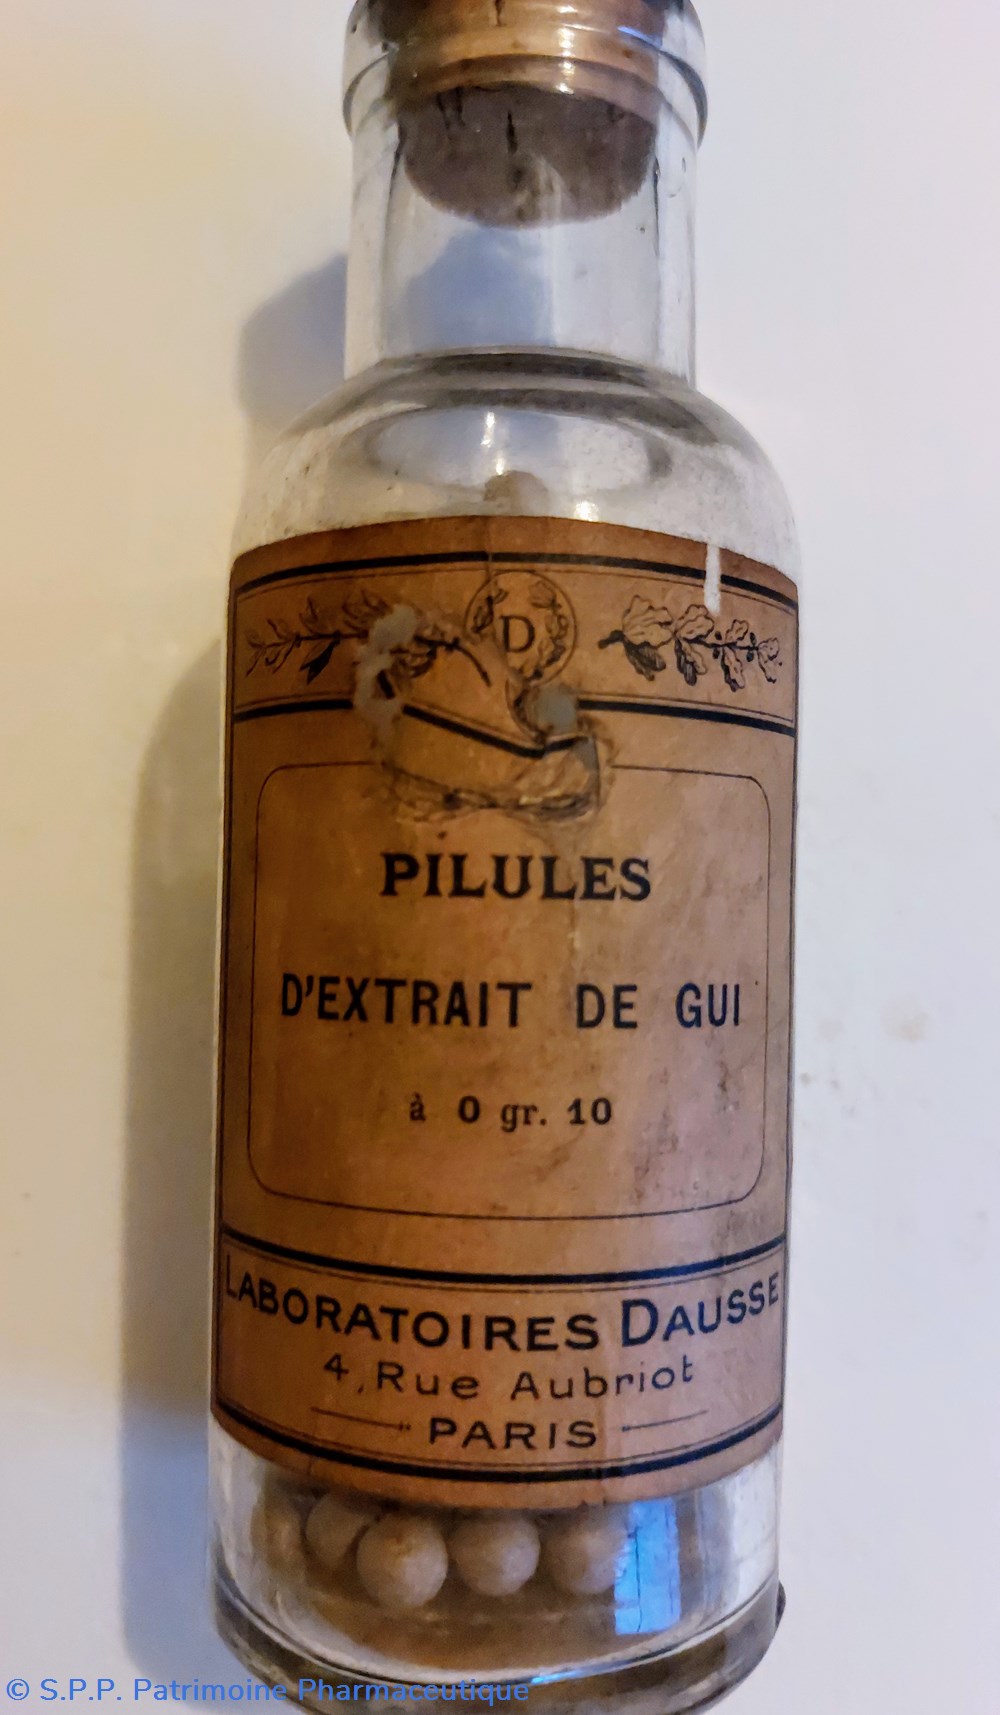 D
PILULES
D'EXTRAIT DE GUI
à 0 gr. 10
LABORATOIRES DAUSSE
4, Rue Aubriot
PARIS
© S.P.P. Patrimoine Pharmaceutique